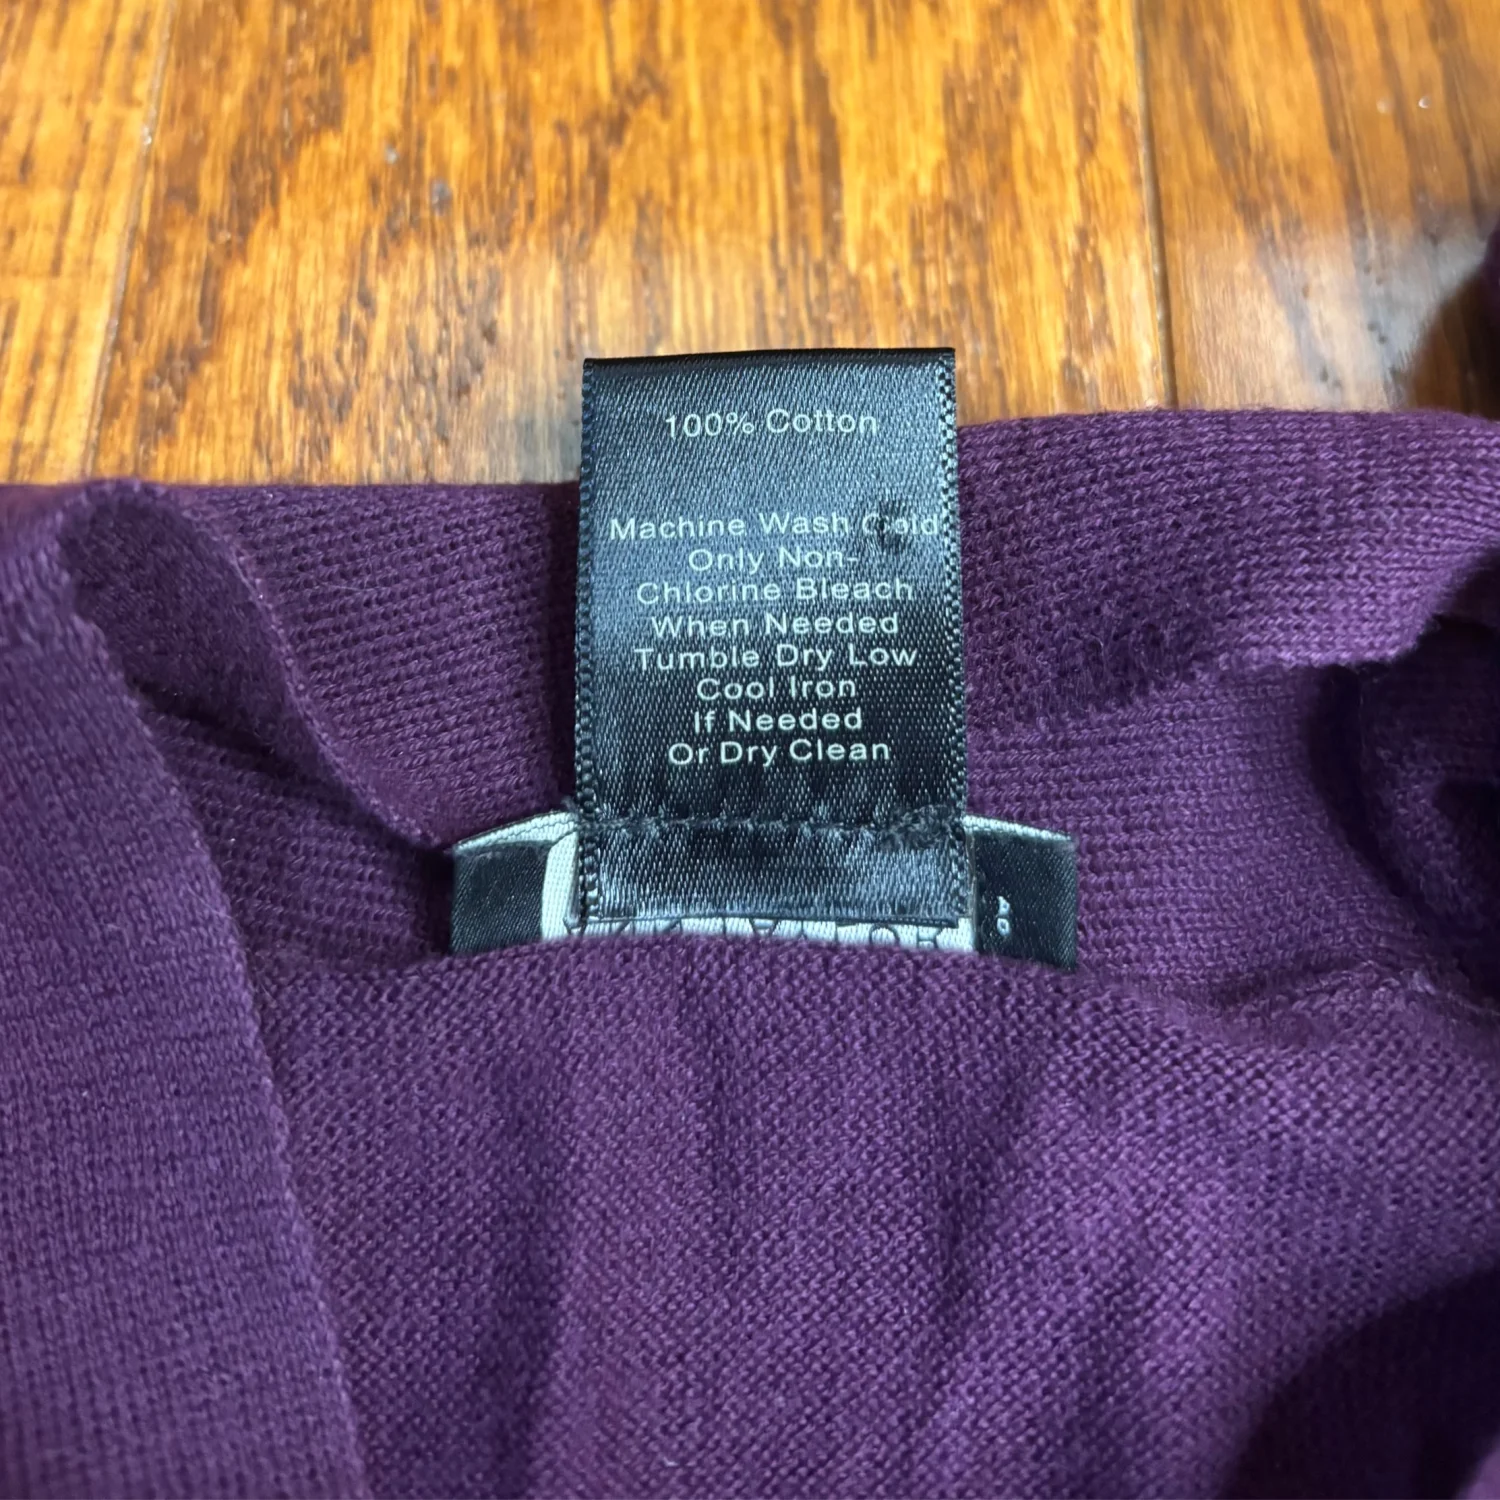 100% Cotton
Machine Wash Cold
Only Non-
Chlorine Bleach
When Needed
Tumble Dry Low
Cool Iron
If Needed
Or Dry Clean